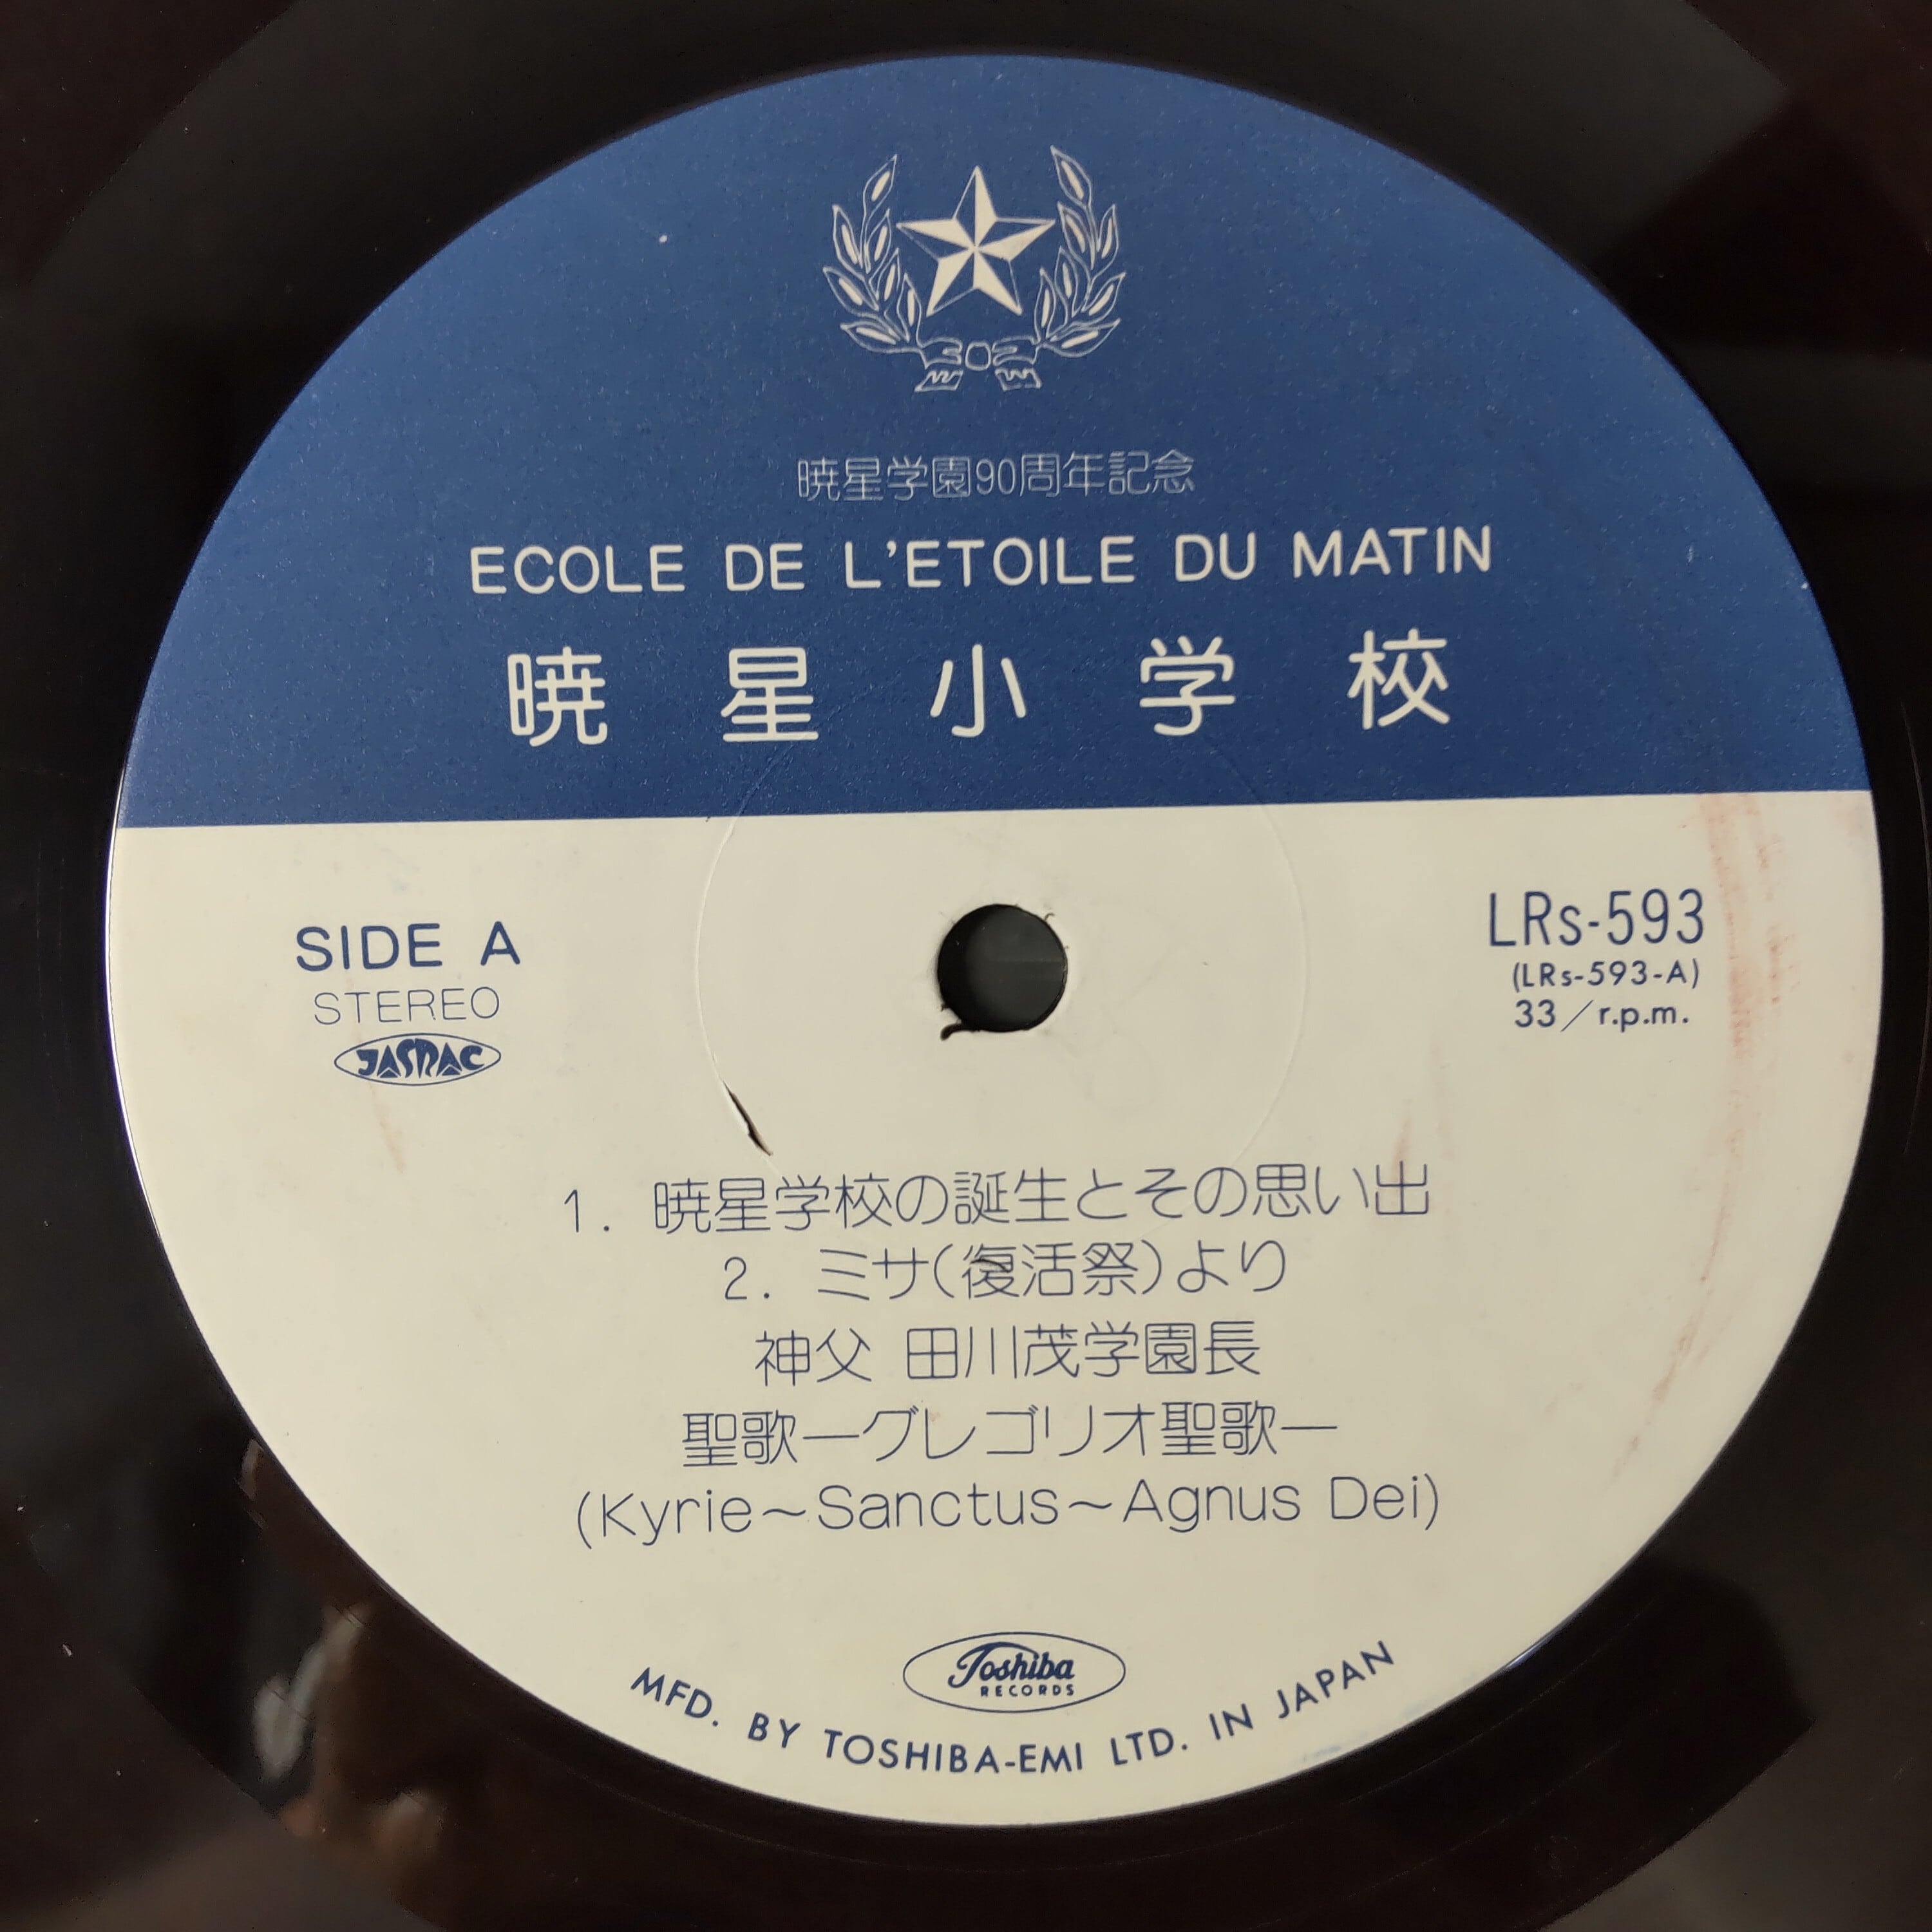 暁星学園90周年記念
ECOLE DE L'ETOILE DU MATIN
暁星小学校
SIDE A
STEREO
JASRAC
LRs-593
(LRs-593-A)
33/r.p.m.
1. 暁星学校の誕生とその思い出
2. ミサ(復活祭)より
神父 田川茂学園長
聖歌—グレゴリオ聖歌—
(Kyrie~Sanctus~Agnus Dei)
Toshiba
RECORDS
MFD. BY TOSHIBA-EMI LTD. IN JAPAN